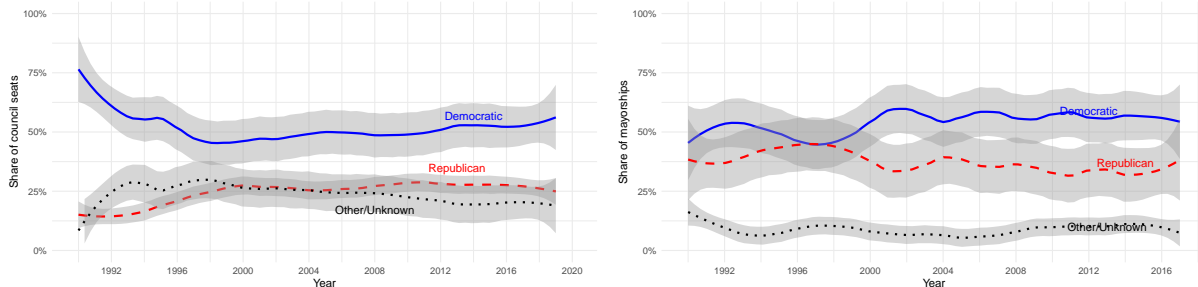 Share of council seats
100%
75%
50%
25%
0%
Democratic
Republican
Other/Unknown
1992
1996
2000
2004
2008
2012
2016
2020
Year
Share of mayorships
100%
75%
50%
25%
0%
Democratic
Republican
Other/Unknown
1992
1996
2000
2004
2008
2012
2016
Year